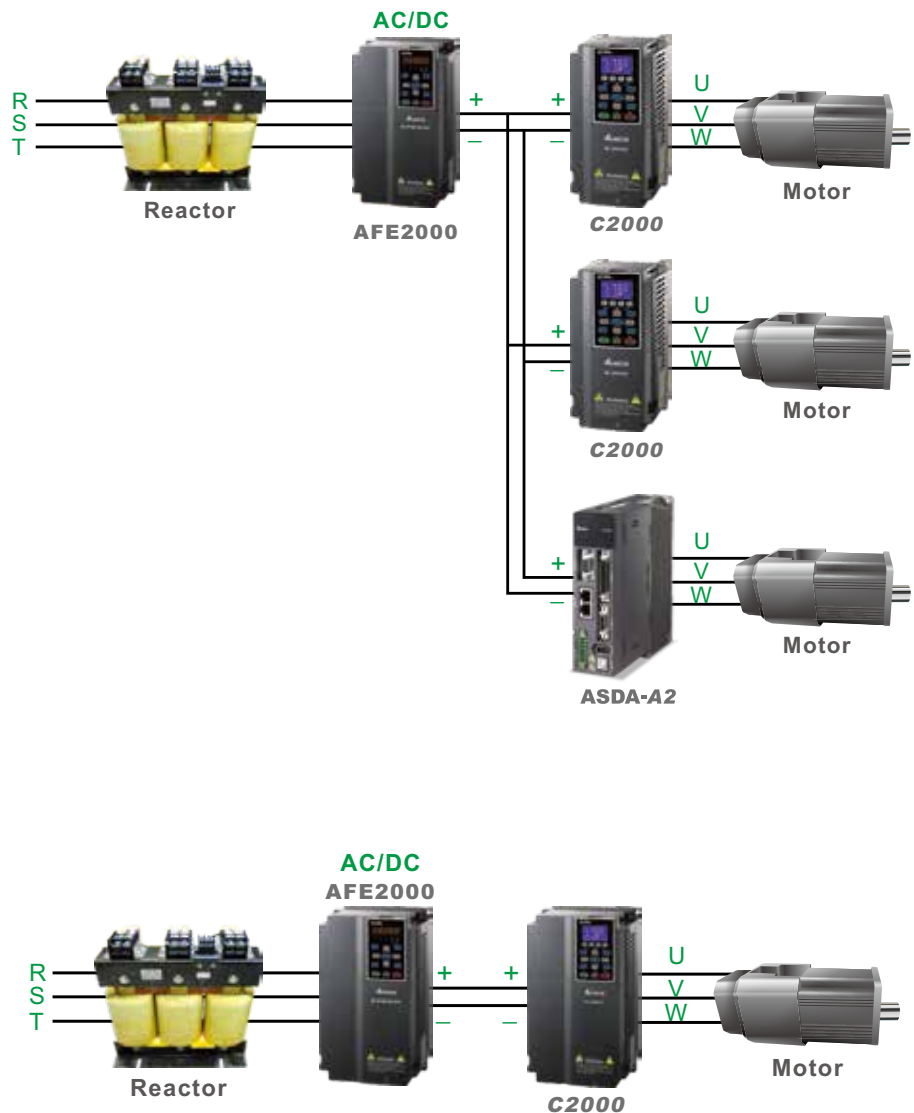 AC/DC
R
S
T
+
–
+
–
U
V
W
Reactor
AFE2000
C2000
Motor
+
–
U
V
W
C2000
Motor
+
–
U
V
W
ASDA-A2
Motor
AC/DC
AFE2000
R
S
T
+
–
+
–
U
V
W
Reactor
C2000
Motor